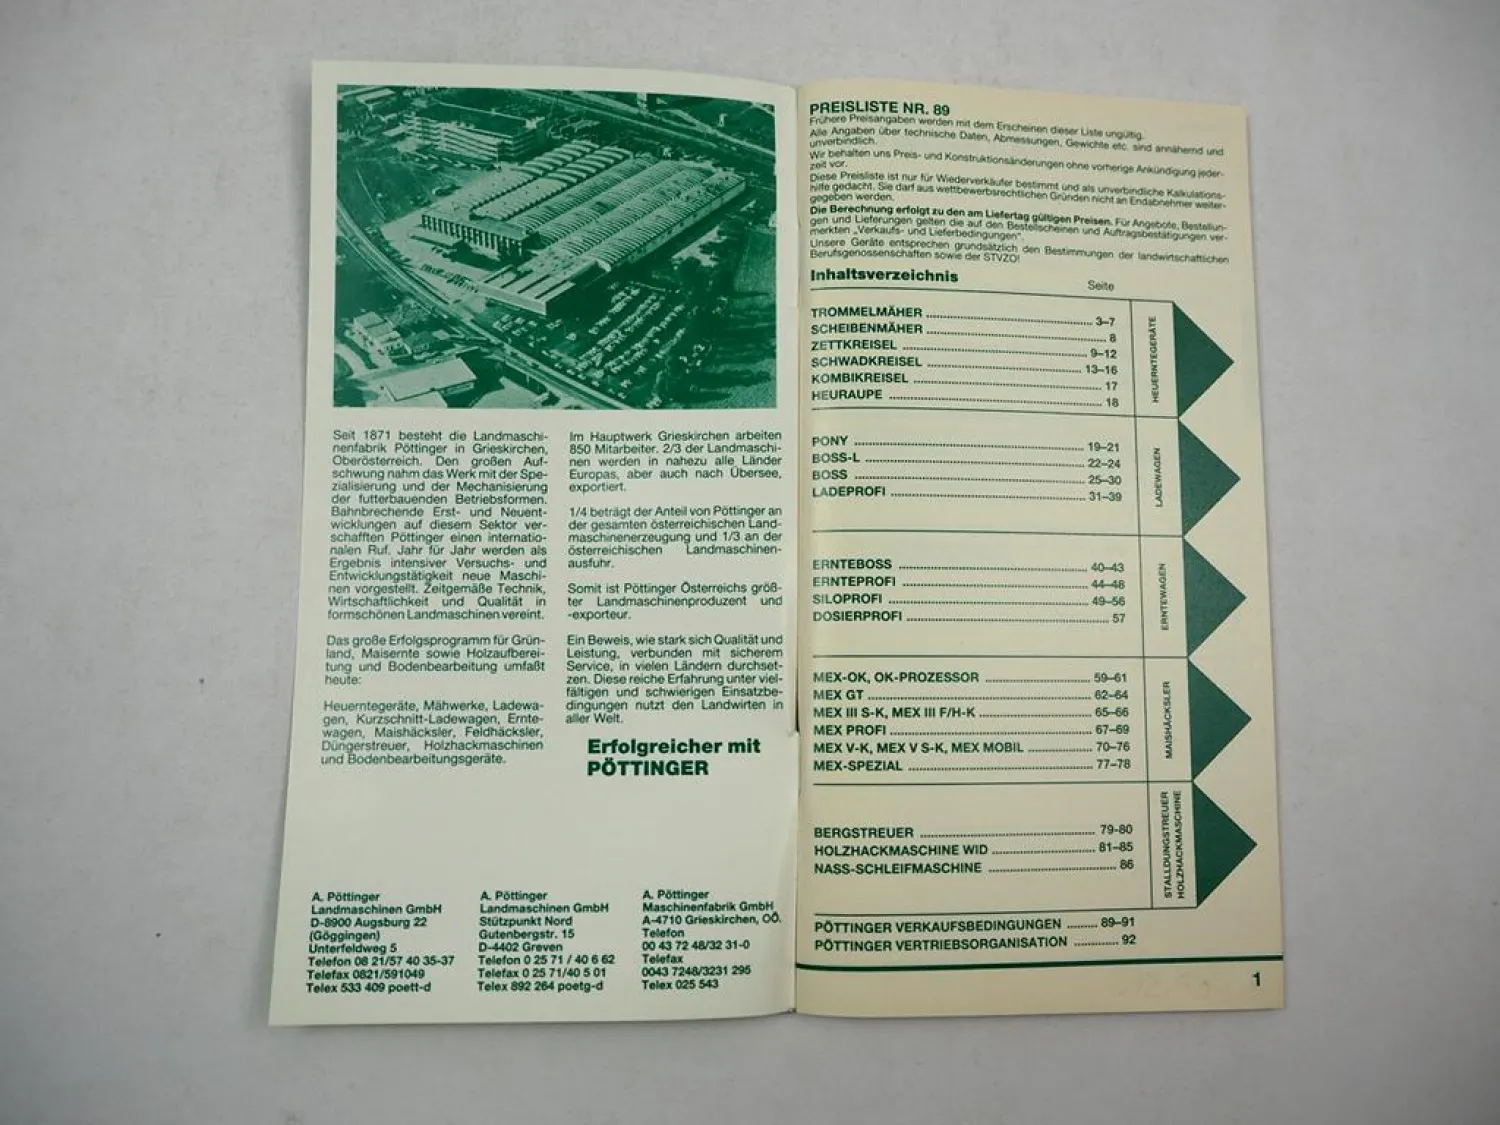 Seit 1871 besteht die Landmaschi-
nenfabrik Pöttinger in Grieskirchen,
Oberösterreich. Den großen Auf-
schwung nahm das Werk mit der Spe-
zialisierung und der Mechanisierung
der futterbauenden Betriebsformen.
Bahnbrechende Erst- und Neuent-
wicklungen auf diesem Sektor ver-
schafften Pöttinger einen internatio-
nalen Ruf. Jahr für Jahr werden als
Ergebnis intensiver Versuchs- und
Entwicklungstätigkeit neue Maschi-
nen vorgestellt. Zeitgemäße Technik,
Wirtschaftlichkeit und Qualität in
formschönen Landmaschinen vereint.
Das große Erfolgsprogramm für Grün-
land, Maisernte sowie Holzaufberei-
tung und Bodenbearbeitung umfaßt
heute:
Heuerntegeräte, Mähwerke, Ladewa-
gen, Kurzschnitt-Ladewagen, Ernte-
wagen, Maishäcksler, Feldhäcksler,
Düngerstreuer, Holzhackmaschinen
und Bodenbearbeitungsgeräte.
Im Hauptwerk Grieskirchen arbeiten
850 Mitarbeiter. 2/3 der Landmaschi-
nen werden in nahezu alle Länder
Europas, aber auch nach Übersee,
exportiert.
1/4 beträgt der Anteil von Pöttinger an
der gesamten österreichischen Land-
maschinenerzeugung und 1/3 an der
österreichischen Landmaschinen-
ausfuhr.
Somit ist Pöttinger Österreichs größ-
ter Landmaschinenproduzent und
-exporteur.
Ein Beweis, wie stark sich Qualität und
Leistung, verbunden mit sicherem
Service, in vielen Ländern durchset-
zen. Diese reiche Erfahrung unter viel-
fältigen und schwierigen Einsatzbe-
dingungen nutzt den Landwirten in
aller Welt.
Erfolgreicher mit
PÖTTINGER
A. Pöttinger
Landmaschinen GmbH
D-8900 Augsburg 22
(Göggingen)
Unterfeldweg 5
Telefon 08 21/57 40 35-37
Telefax 0821/591049
Telex 533 409 poett-d
A. Pöttinger
Landmaschinen GmbH
Stützpunkt Nord
Gutenbergstr. 15
D-4402 Greven
Telefon 0 25 71 / 40 6 62
Telefax 0 25 71/40 5 01
Telex 892 264 poetg-d
A. Pöttinger
Maschinenfabrik GmbH
A-4710 Grieskirchen, OÖ.
Telefon
00 43 72 48/32 31-0
Telefax
0043 7248/3231 295
Telex 025 543
PREISLISTE NR. 89
Frühere Preisangaben werden mit dem Erscheinen dieser Liste ungültig.
Alle Angaben über technische Daten, Abmessungen, Gewichte etc. sind annähernd und
unverbindlich.
Wir behalten uns Preis- und Konstruktionsänderungen ohne vorherige Ankündigung jeder-
zeit vor.
Diese Preisliste ist nur für Wiederverkäufer bestimmt und als unverbindliche Kalkulations-
hilfe gedacht. Sie darf aus wettbewerbsrechtlichen Gründen nicht an Endabnehmer weiter-
gegeben werden.
Die Berechnung erfolgt zu den am Liefertag gültigen Preisen. Für Angebote, Bestellun-
gen und Lieferungen gelten die auf den Bestellscheinen und Auftragsbestätigungen ver-
merkten „Verkaufs- und Lieferbedingungen".
Unsere Geräte entsprechen grundsätzlich den Bestimmungen der landwirtschaftlichen
Berufsgenossenschaften sowie der STVZO!
Inhaltsverzeichnis
Seite
TROMMELMÄHER ........ 3–7
SCHEIBENMÄHER ........ 8
ZETTKREISEL ........ 9–12
SCHWADKREISEL ........ 13–16
KOMBIKREISEL ........ 17
HEURAUPE ........ 18
HEUERNTEGERÄTE
PONY ........ 19–21
BOSS-L ........ 22–24
BOSS ........ 25–30
LADEPROFI ........ 31–39
LADEWAGEN
ERNTEBOSS ........ 40–43
ERNTEPROFI ........ 44–48
SILOPROFI ........ 49–56
DOSIERPROFI ........ 57
ERNTEWAGEN
MEX-OK, OK-PROZESSOR ........ 59–61
MEX GT ........ 62–64
MEX III S-K, MEX III F/H-K ........ 65–66
MEX PROFI ........ 67–69
MEX V-K, MEX V S-K, MEX MOBIL ........ 70–76
MEX-SPEZIAL ........ 77–78
MAISHÄCKSLER
BERGSTREUER ........ 79-80
HOLZHACKMASCHINE WID ........ 81–85
NASS-SCHLEIFMASCHINE ........ 86
STALLDUNGSTREUER
HOLZHACKMASCHINE
PÖTTINGER VERKAUFSBEDINGUNGEN ........ 89–91
PÖTTINGER VERTRIEBSORGANISATION ........ 92
1